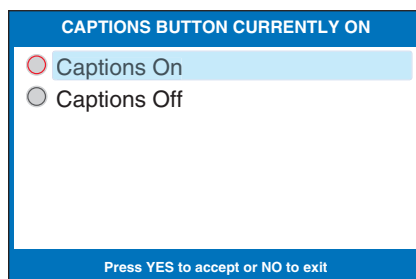 CAPTIONS BUTTON CURRENTLY ON
Captions On
Captions Off
Press YES to accept or NO to exit